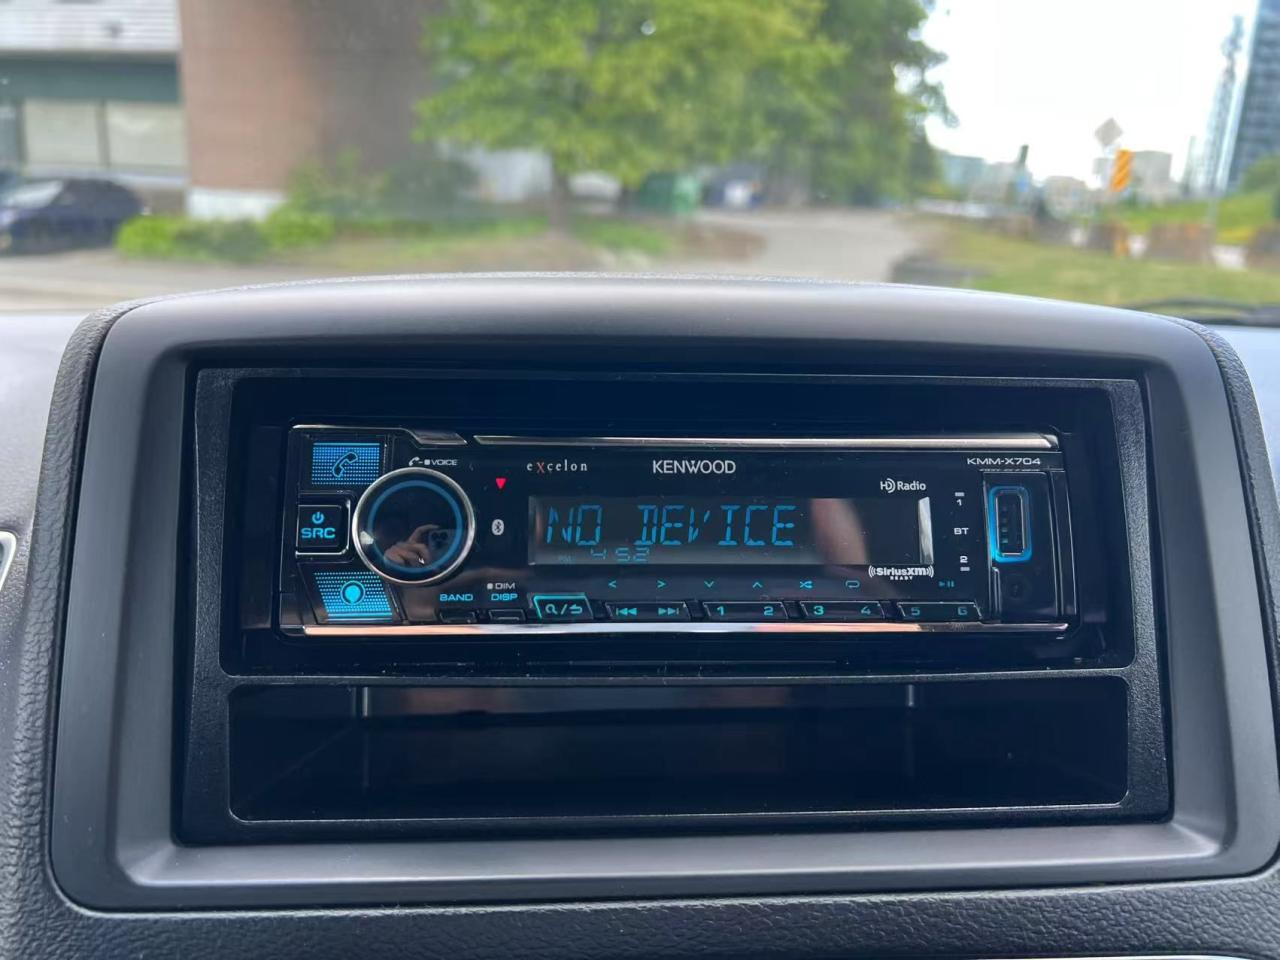 VOICE
eXcelon
KENWOOD
KMM-X704
HD Radio
SRC
NO DEVICE
PM 4:52
1
BT
2
((SiriusXM))
READY
BAND
DIM
DISP
1 2 3 4 5 6